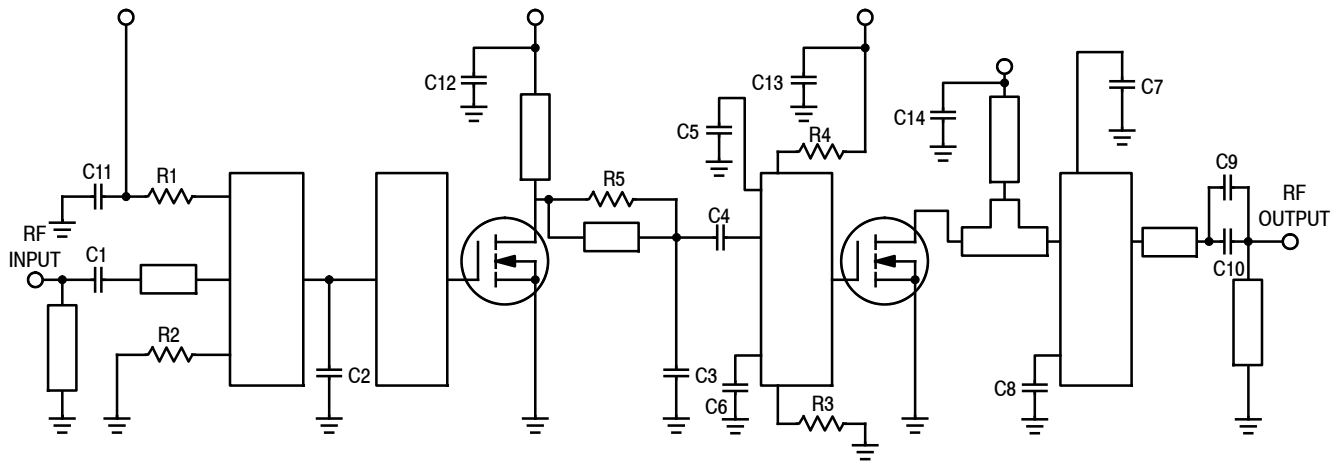 C12
C13
C7
C5
C14
R4
C11
R1
R5
C9
C4
RF
OUTPUT
RF
INPUT
C1
C10
R2
C2
C3
C6
R3
C8